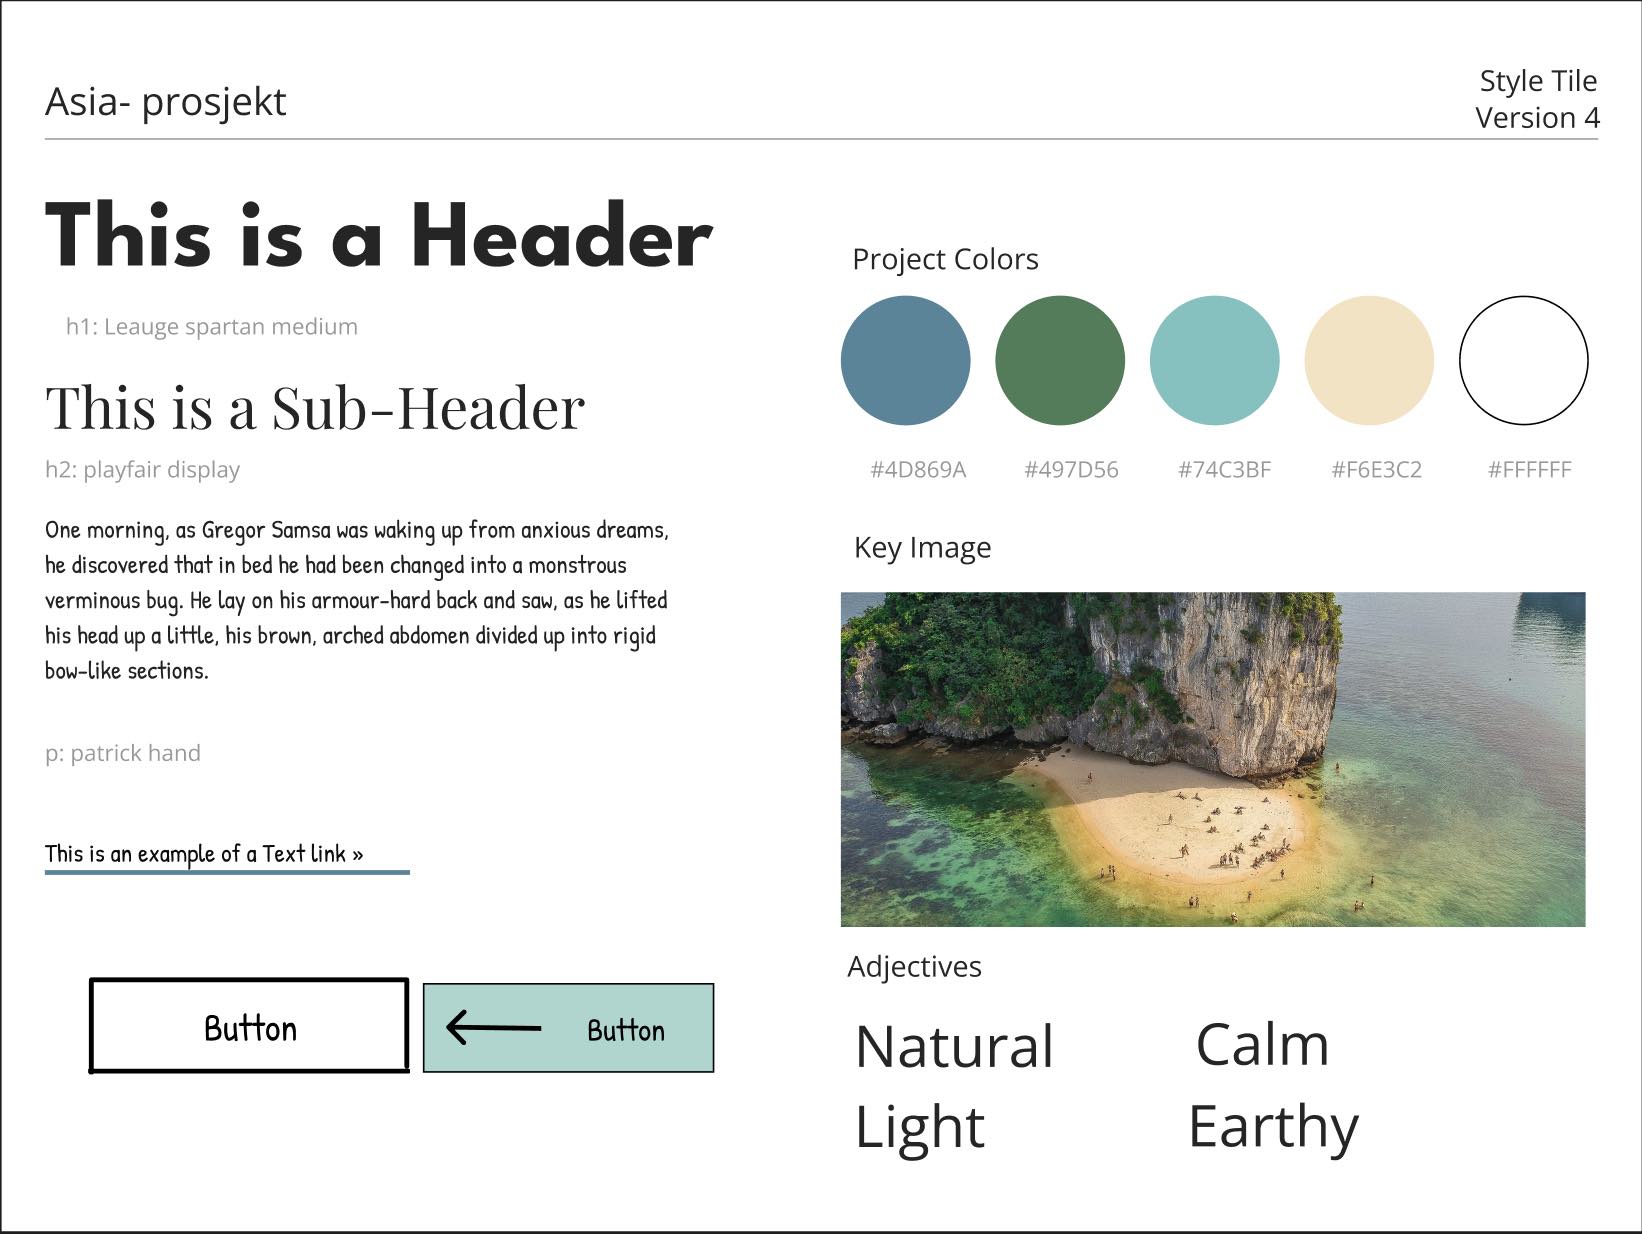 Asia- prosjekt
Style Tile
Version 4
This is a Header
h1: Leauge spartan medium
This is a Sub-Header
h2: playfair display
One morning, as Gregor Samsa was waking up from anxious dreams,
he discovered that in bed he had been changed into a monstrous
verminous bug. He lay on his armour-hard back and saw, as he lifted
his head up a little, his brown, arched abdomen divided up into rigid
bow-like sections.
p: patrick hand
This is an example of a Text link »
Button
Button
Project Colors
#4D869A
#497D56
#74C3BF
#F6E3C2
#FFFFFF
Key Image
Adjectives
Natural
Calm
Light
Earthy